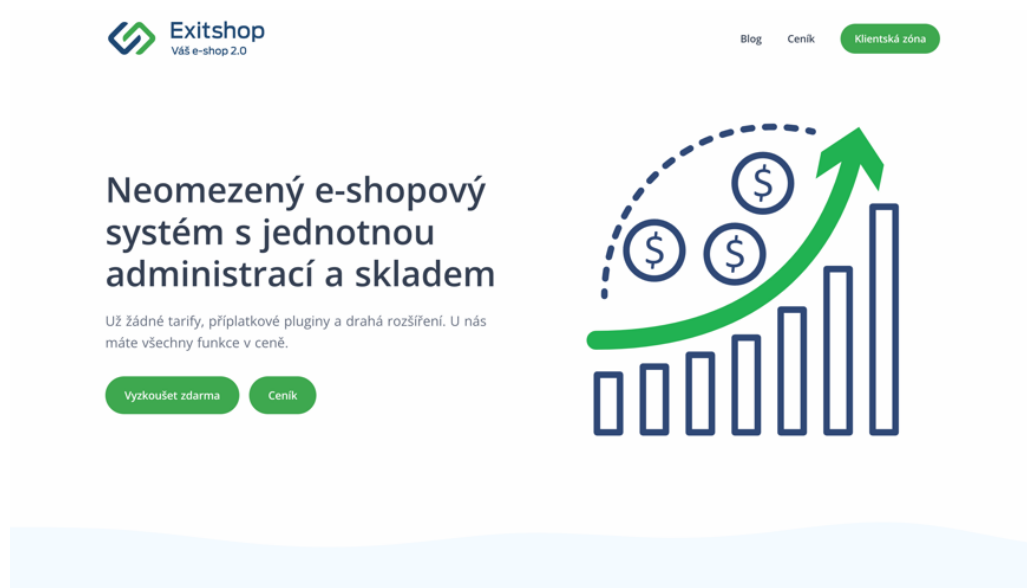 Exitshop
Váš e-shop 2.0
Blog
Ceník
Klientská zóna
Neomezený e-shopový
systém s jednotnou
administrací a skladem
Už žádné tarify, příplatkové pluginy a drahá rozšíření. U nás
máte všechny funkce v ceně.
Vyzkoušet zdarma
Ceník
$
$
$